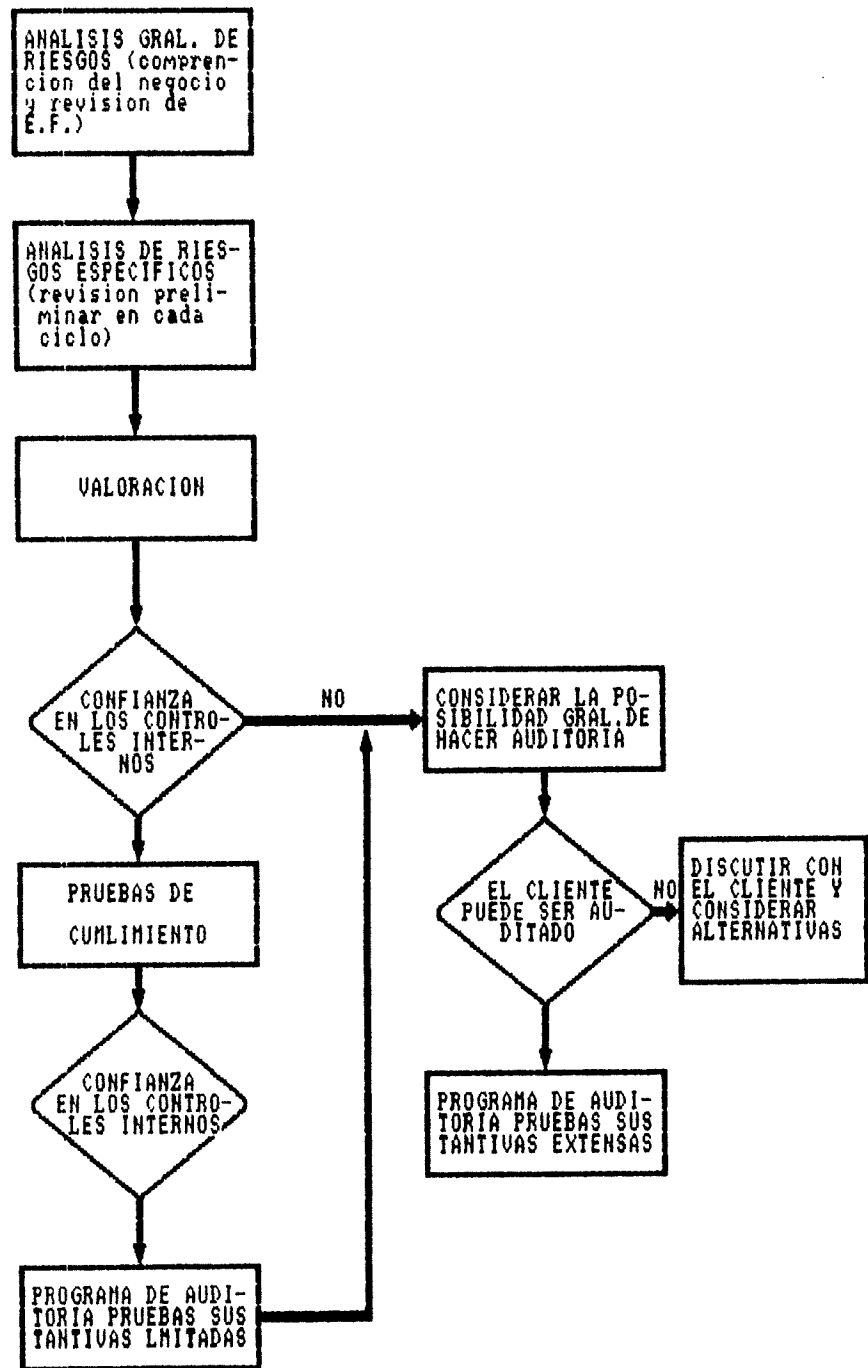 ANALISIS GRAL. DE
RIESGOS (compren-
cion del negocio
y revision de
E.F.)
ANALISIS DE RIES-
GOS ESPECIFICOS
(revision preli-
minar en cada
ciclo)
VALORACION
CONFIANZA
EN LOS CONTRO-
LES INTER-
NOS
NO
CONSIDERAR LA PO-
SIBILIDAD GRAL.DE
HACER AUDITORIA
PRUEBAS DE
CUMLIMIENTO
EL CLIENTE
PUEDE SER AU-
DITADO
NO
DISCUTIR CON
EL CLIENTE Y
CONSIDERAR
ALTERNATIVAS
CONFIANZA
EN LOS CONTRO-
LES INTERNOS
PROGRAMA DE AUDI-
TORIA PRUEBAS SUS
TANTIVAS EXTENSAS
PROGRAMA DE AUDI-
TORIA PRUEBAS SUS
TANTIVAS LMITADAS